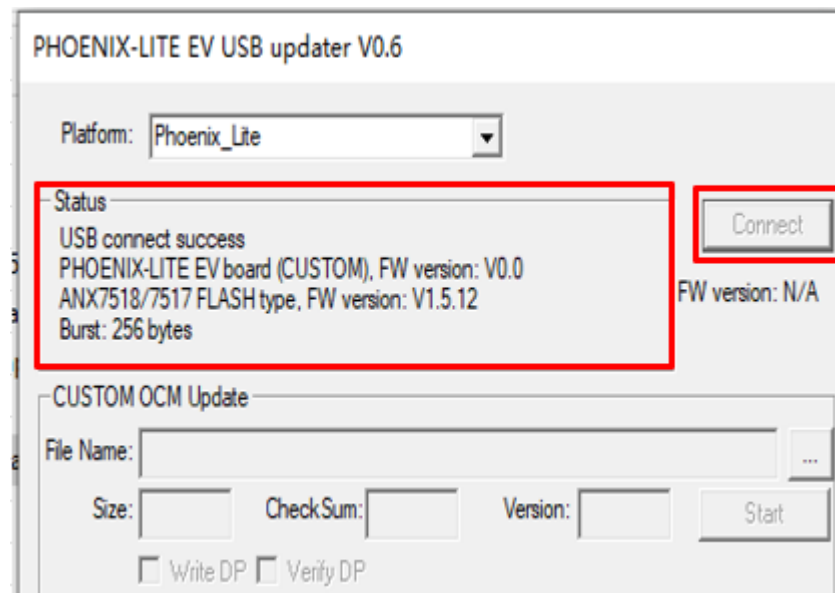 PHOENIX-LITE EV USB updater V0.6
Platform: Phoenix_Lite
Status
USB connect success
PHOENIX-LITE EV board (CUSTOM), FW version: V0.0
ANX7518/7517 FLASH type, FW version: V1.5.12
Burst: 256 bytes
Connect
FW version: N/A
CUSTOM OCM Update
File Name: ...
Size: CheckSum: Version: Start
Write DP Verify DP